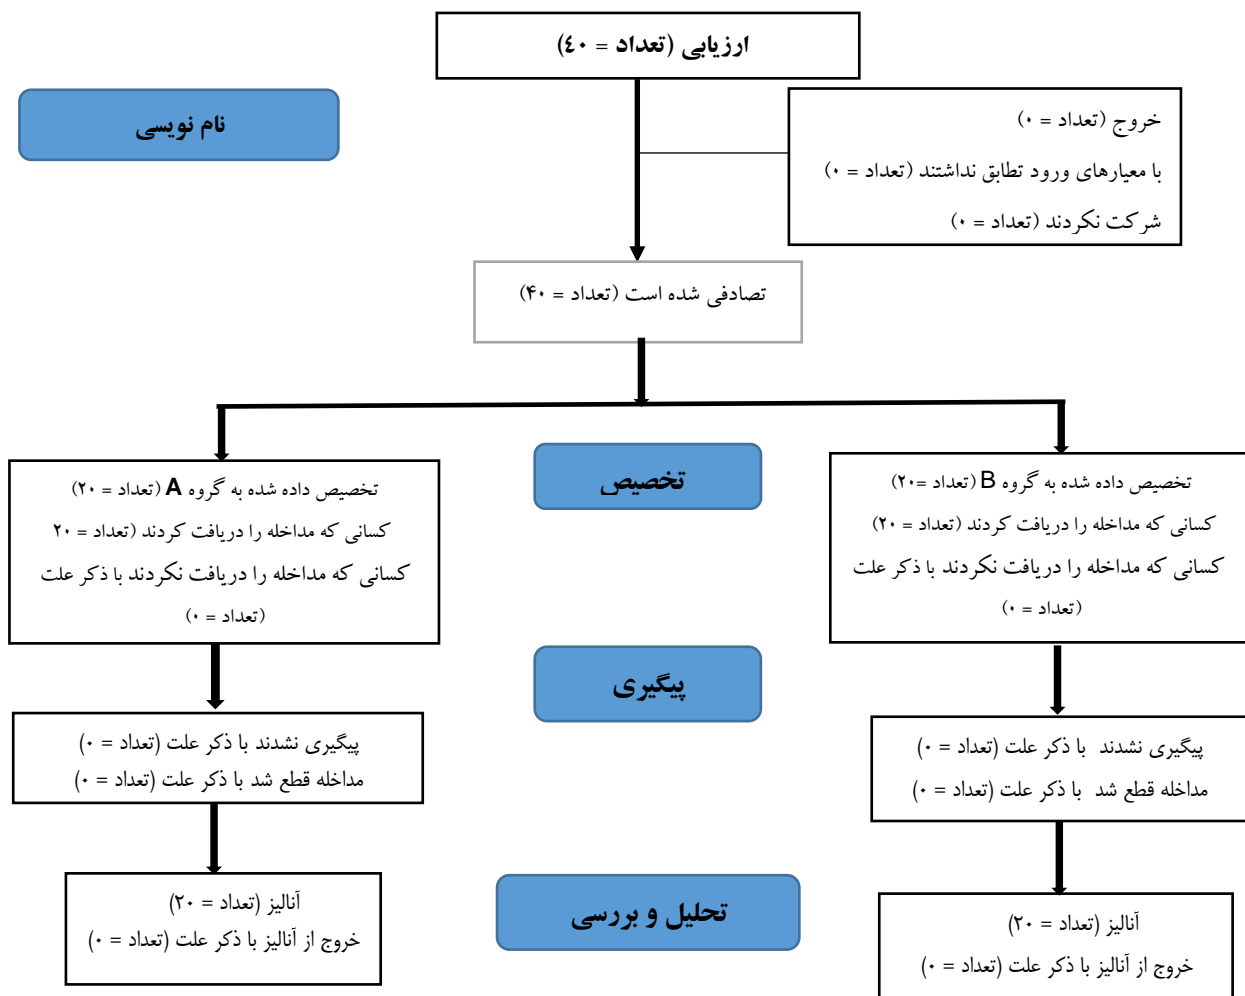 ارزیابی (تعداد = ٤٠)
نام نویسی
خروج (تعداد = ۰)
با معیارهای ورود تطابق نداشتند (تعداد = ۰)
شرکت نکردند (تعداد = ۰)
تصادفی شده است (تعداد = ۴۰)
تخصیص
تخصیص داده شده به گروه B (تعداد =۲۰)
کسانی که مداخله را دریافت کردند (تعداد = ۲۰)
کسانی که مداخله را دریافت نکردند با ذکر علت
(تعداد = ۰)
تخصیص داده شده به گروه A (تعداد = ۲۰)
کسانی که مداخله را دریافت کردند (تعداد = ۲۰
کسانی که مداخله را دریافت نکردند با ذکر علت
(تعداد = ۰)
پیگیری
پیگیری نشدند با ذکر علت (تعداد = ۰)
مداخله قطع شد با ذکر علت (تعداد = ۰)
پیگیری نشدند با ذکر علت (تعداد = ۰)
مداخله قطع شد با ذکر علت (تعداد = ۰)
تحلیل و بررسی
آنالیز (تعداد = ۲۰)
خروج از آنالیز با ذکر علت (تعداد = ۰)
آنالیز (تعداد = ۲۰)
خروج از آنالیز با ذکر علت (تعداد = ۰)